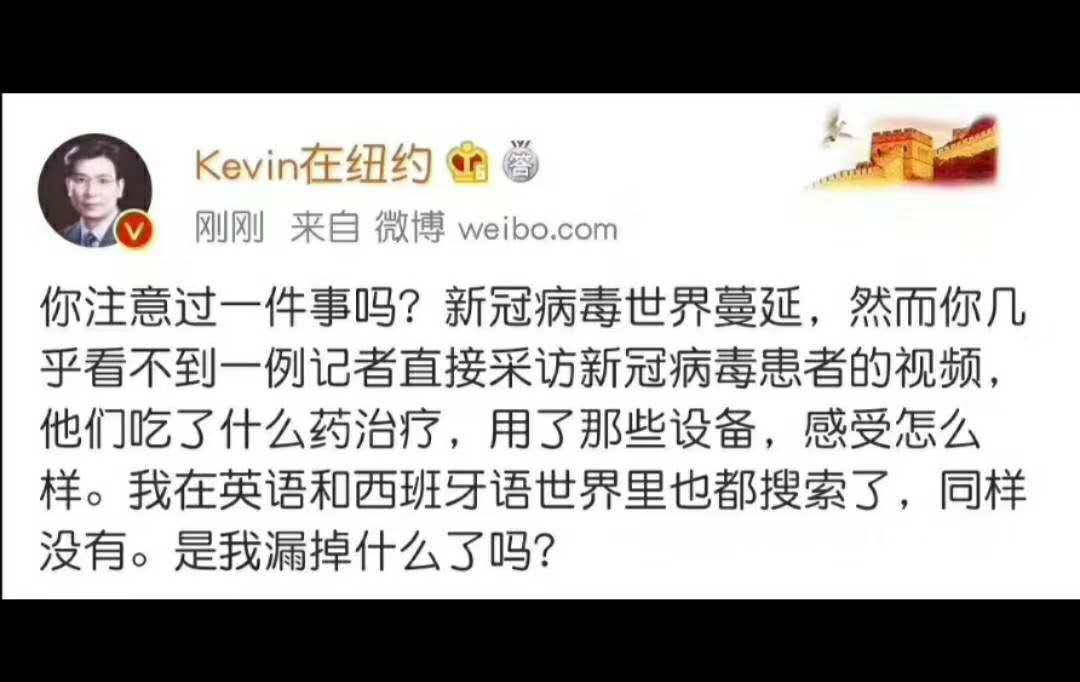 Kevin在纽约
答
刚刚 来自 微博 weibo.com
你注意过一件事吗？新冠病毒世界蔓延，然而你几
乎看不到一例记者直接采访新冠病毒患者的视频，
他们吃了什么药治疗，用了那些设备，感受怎么
样。我在英语和西班牙语世界里也都搜索了，同样
没有。是我漏掉什么了吗？